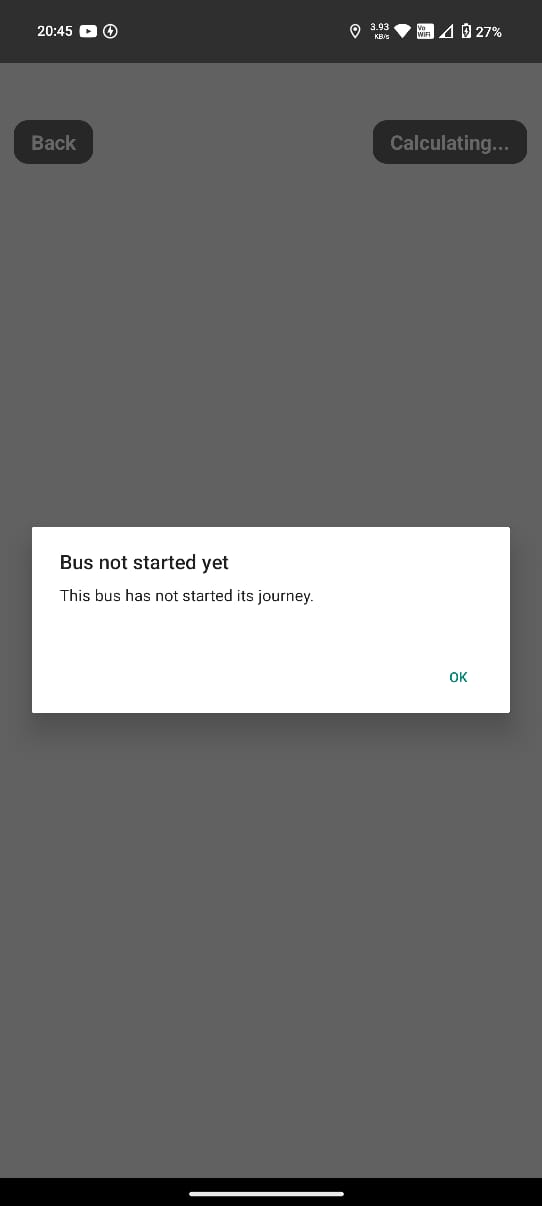 20:45
3.93
KB/s
Vo
WiFi
27%
Back
Calculating...
Bus not started yet
This bus has not started its journey.
OK